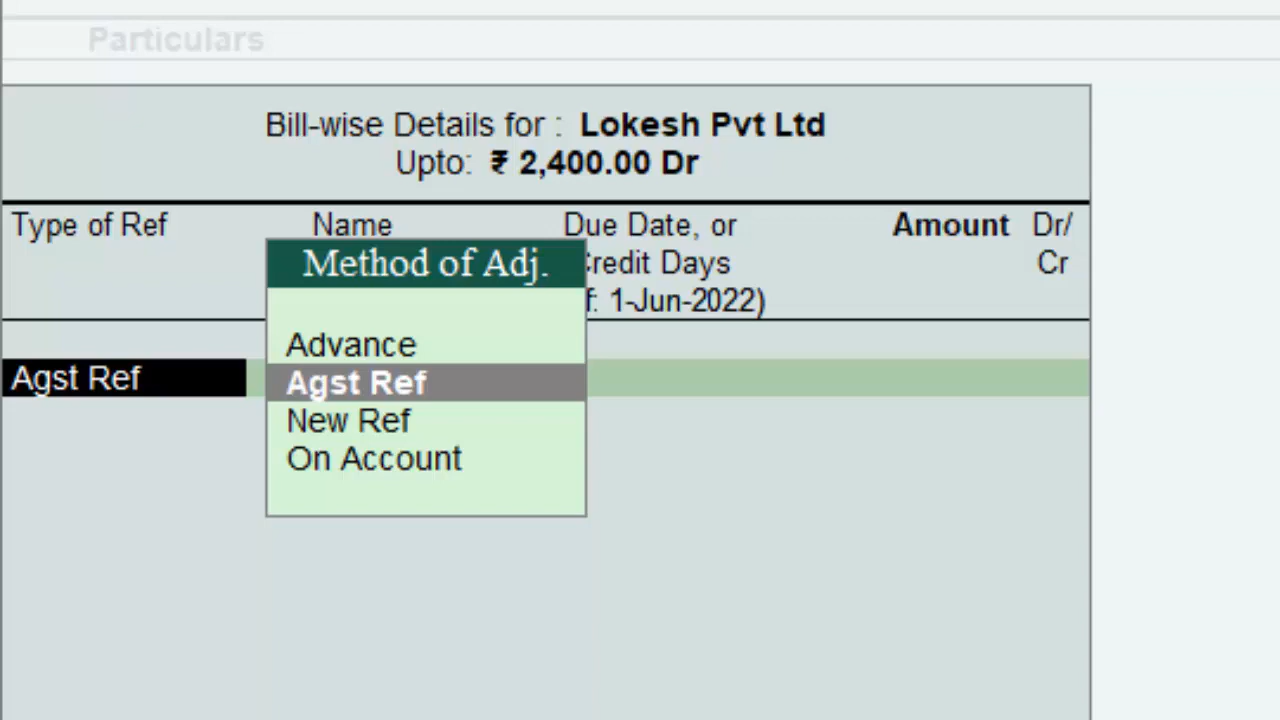 Particulars
Bill-wise Details for : Lokesh Pvt Ltd
Upto: ₹ 2,400.00 Dr
Type of Ref Name Due Date, or Amount Dr/
Method of Adj. Credit Days Cr
f: 1-Jun-2022)
Advance
Agst Ref Agst Ref
New Ref
On Account